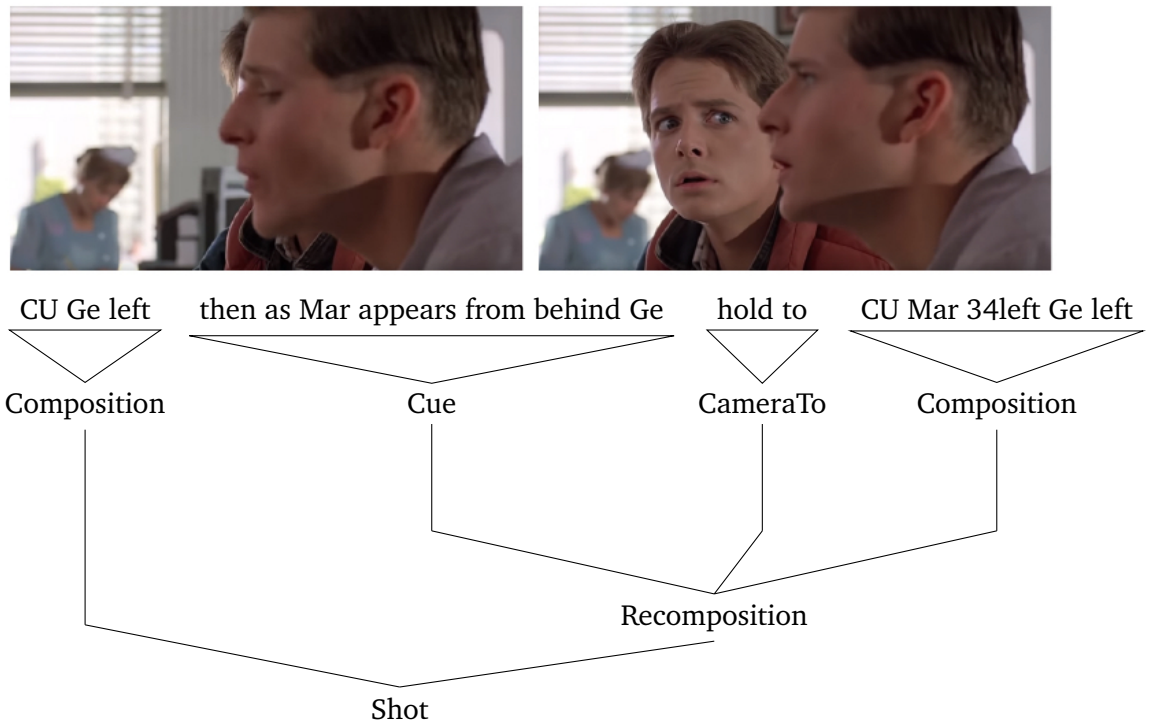 CU Ge left then as Mar appears from behind Ge hold to CU Mar 34left Ge left
Composition Cue CameraTo Composition
Recomposition
Shot